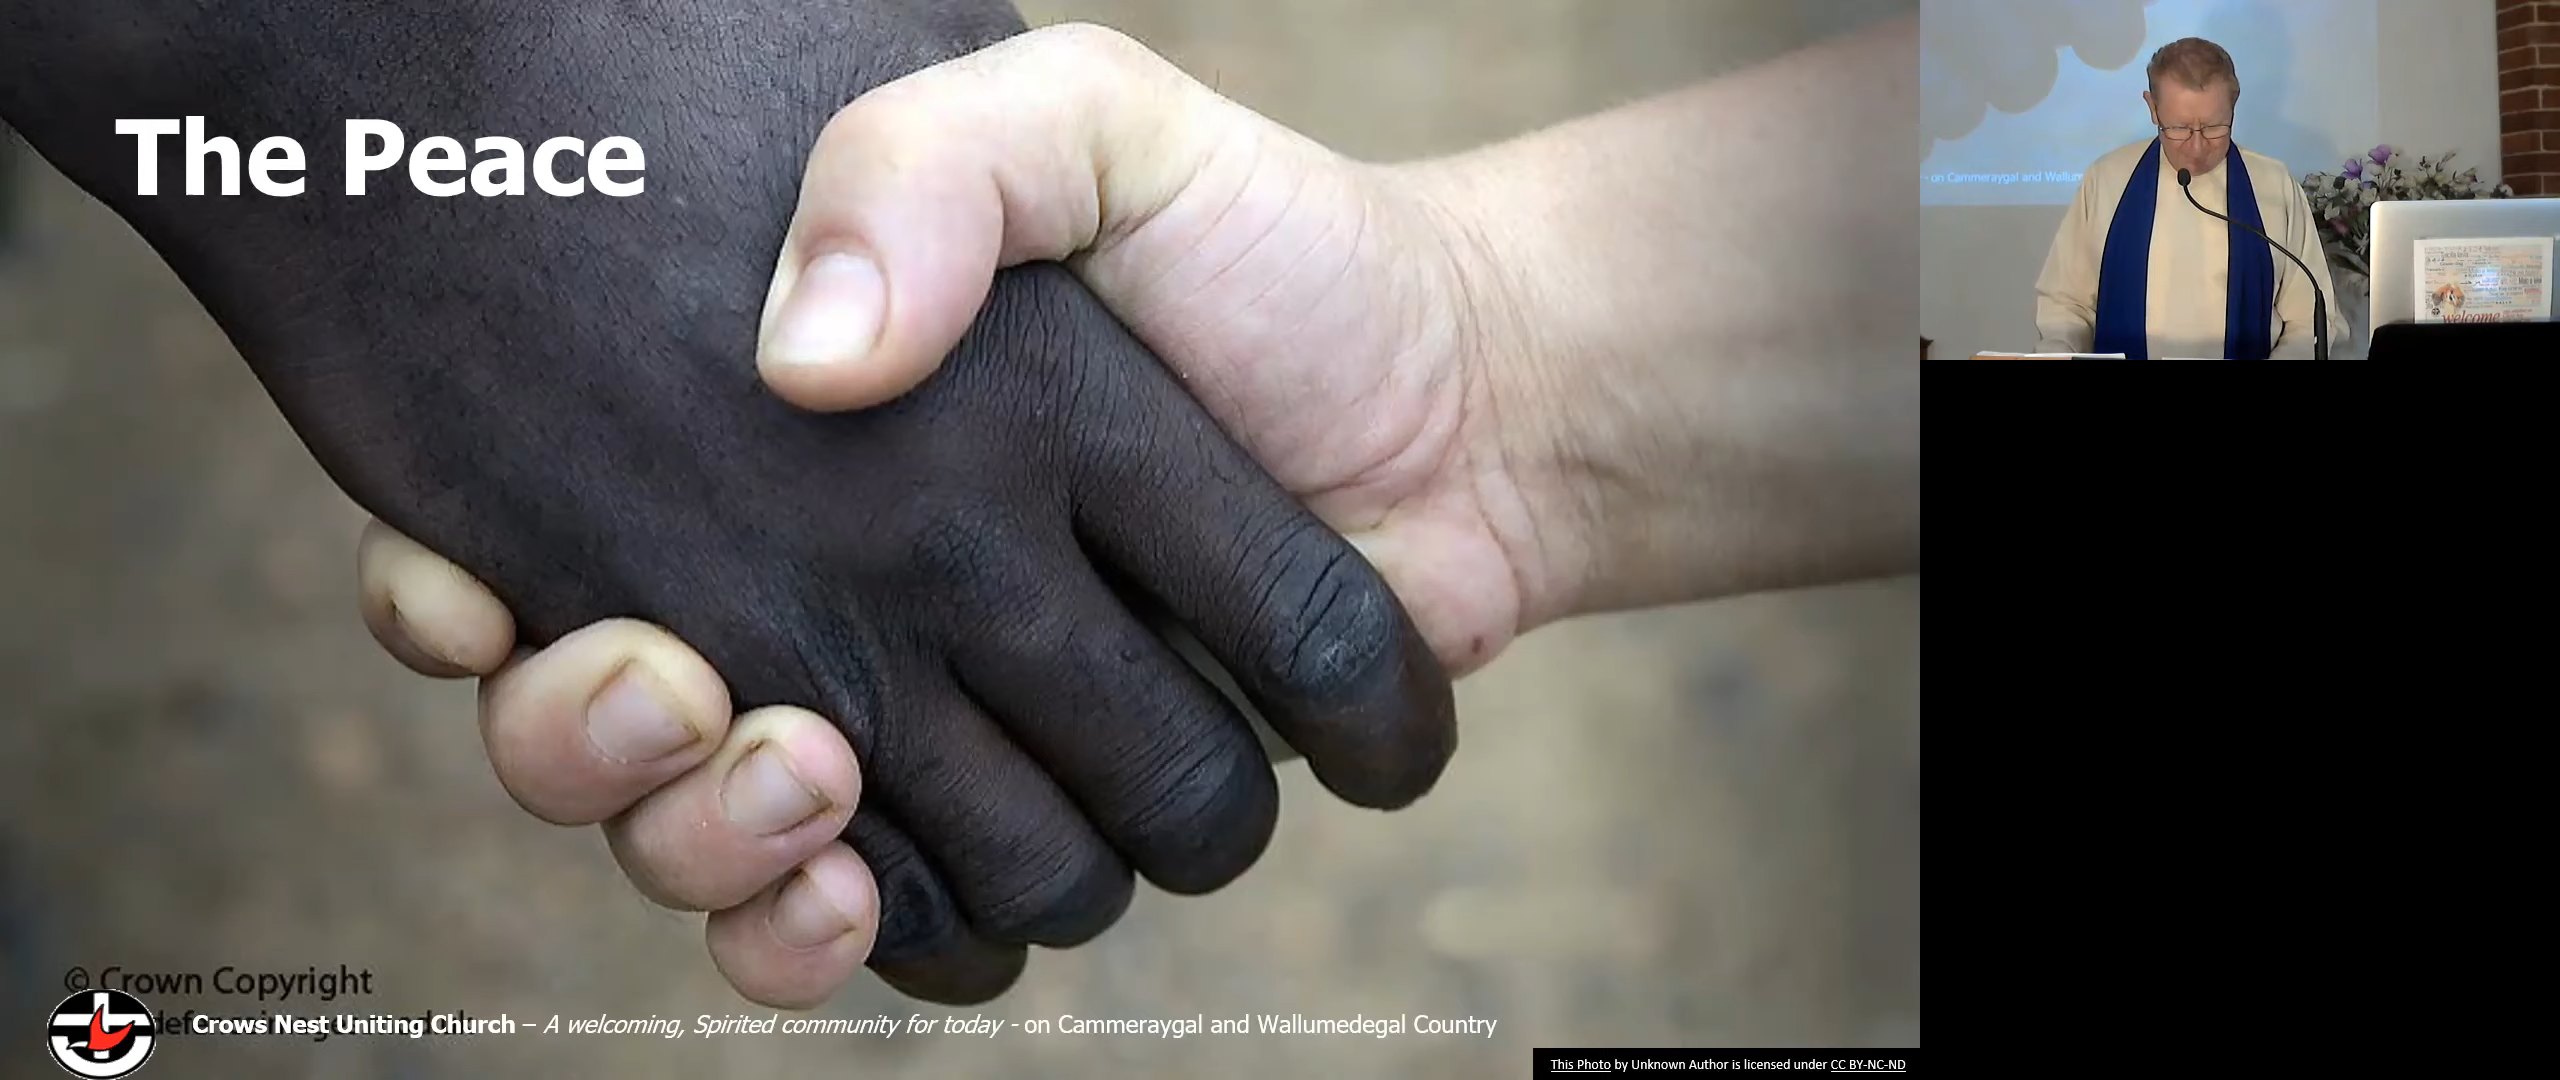 The Peace
- on Cammeraygal and
welcome
© Crown Copyright
Crows Nest Uniting Church – A welcoming, Spirited community for today - on Cammeraygal and Wallumedegal Country
This Photo by Unknown Author is licensed under CC BY-NC-ND